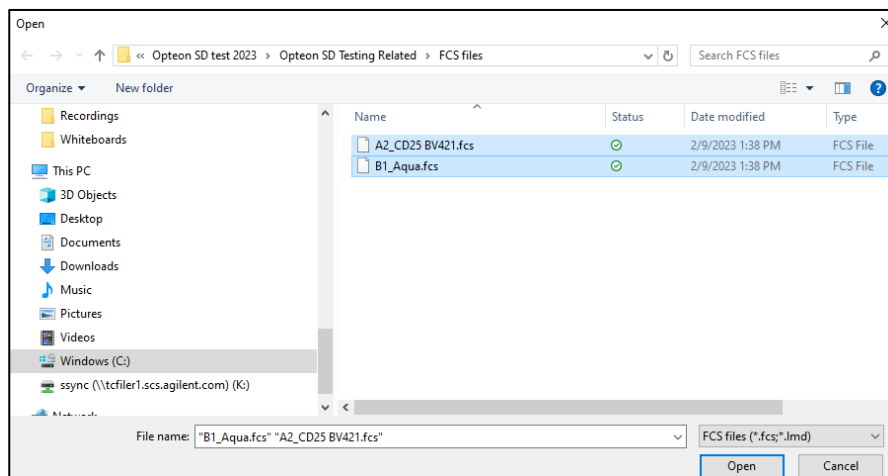 Open
« Opteon SD test 2023 › Opteon SD Testing Related › FCS files
Search FCS files
Organize
New folder
Recordings
Whiteboards
This PC
3D Objects
Desktop
Documents
Downloads
Music
Pictures
Videos
Windows (C:)
ssync (\\tcfiler1.scs.agilent.com) (K:)
Network
Name Status Date modified Type
A2_CD25 BV421.fcs 2/9/2023 1:38 PM FCS File
B1_Aqua.fcs 2/9/2023 1:38 PM FCS File
File name: "B1_Aqua.fcs" "A2_CD25 BV421.fcs"
FCS files (*.fcs;*.lmd)
Open Cancel